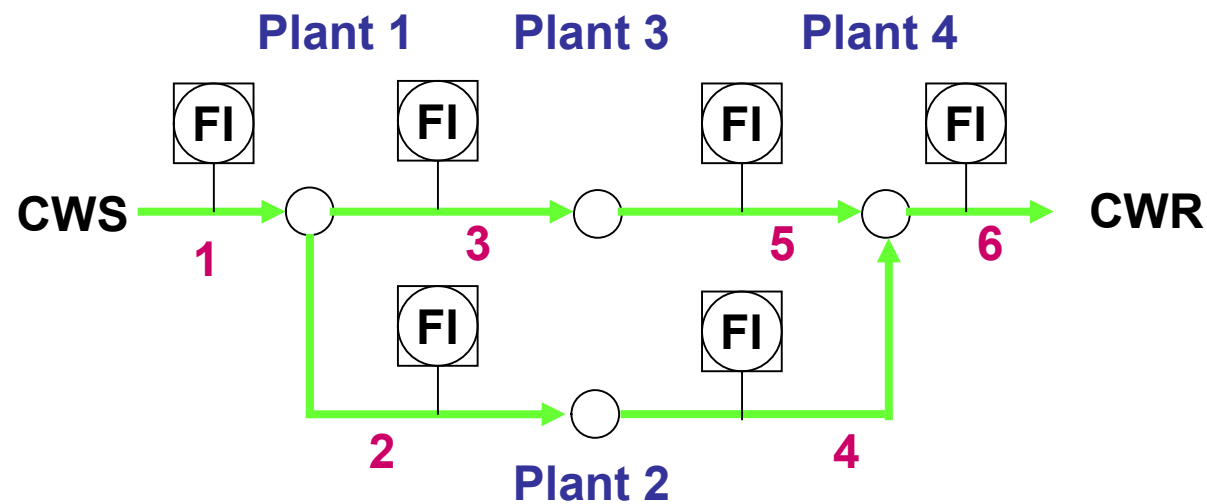 Plant 1 Plant 3 Plant 4
FI FI FI FI
CWS CWR
1 3 5 6
FI FI
2 4
Plant 2